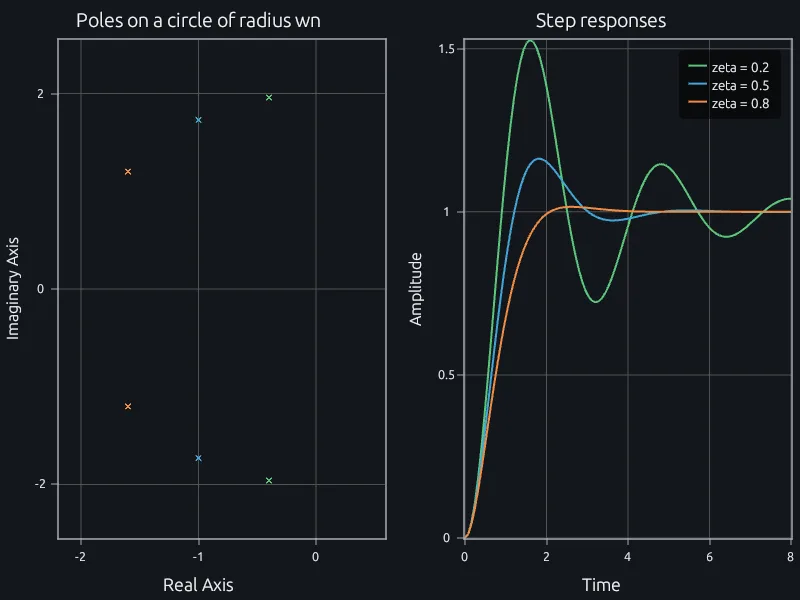 Poles on a circle of radius wn
Imaginary Axis
2
0
-2
-2
-1
0
Real Axis
Step responses
Amplitude
1.5
1
0.5
0
0
2
4
6
8
Time
zeta = 0.2
zeta = 0.5
zeta = 0.8